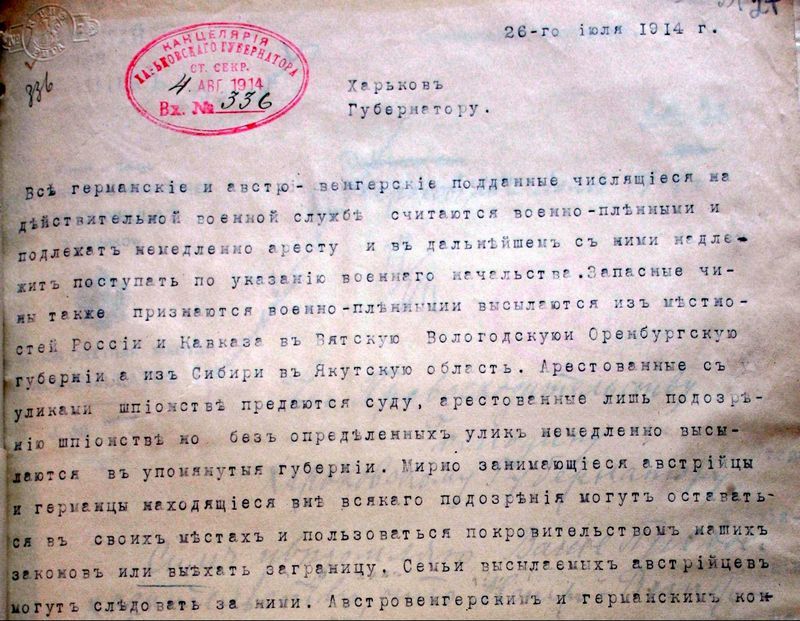 26-го іюля 1914 г.
КАНЦЕЛЯРІЯ
ХАРЬКОВСКАГО ГУБЕРНАТОРА
СТ. СЕКР.
4 АВГ. 1914
Вх. № 336
336
Харьковъ
Губернатору.
Всѣ германскіе и австро-венгерскіе подданные числящіеся на
дѣйствительной военной службѣ считаются военно-плѣнными и
подлежатъ немедленно аресту и въ дальнѣйшемъ съ ними надле-
житъ поступать по указанію военнаго начальства.Запасные чи-
ны также признаются военно-плѣннымии высылаются изъ мѣстно-
стей Россіи и Кавказа въ Вятскую Вологодскуюи Оренбургскую
губерніи а изъ Сибири въ Якутскую область. Арестованные съ
уликами шпіонствѣ предаются суду, арестованные лишь подозрѣ-
нію шпіонствѣ но безъ опредѣленныхъ уликъ немедленно высы-
лаются въ упомянутыя губерніи. Мирно занимающіеся австрійцы
и германцы находящіеся внѣ всякаго подозрѣнія могутъ оставать-
ся въ своихъ мѣстахъ и пользоваться покровительствомъ нашихъ
законовъ или выѣхать заграницу. Семьи высылаемыхъ австрійцевъ
могутъ слѣдовать за ними. Австровенгерскимъ и германскимъ кон-